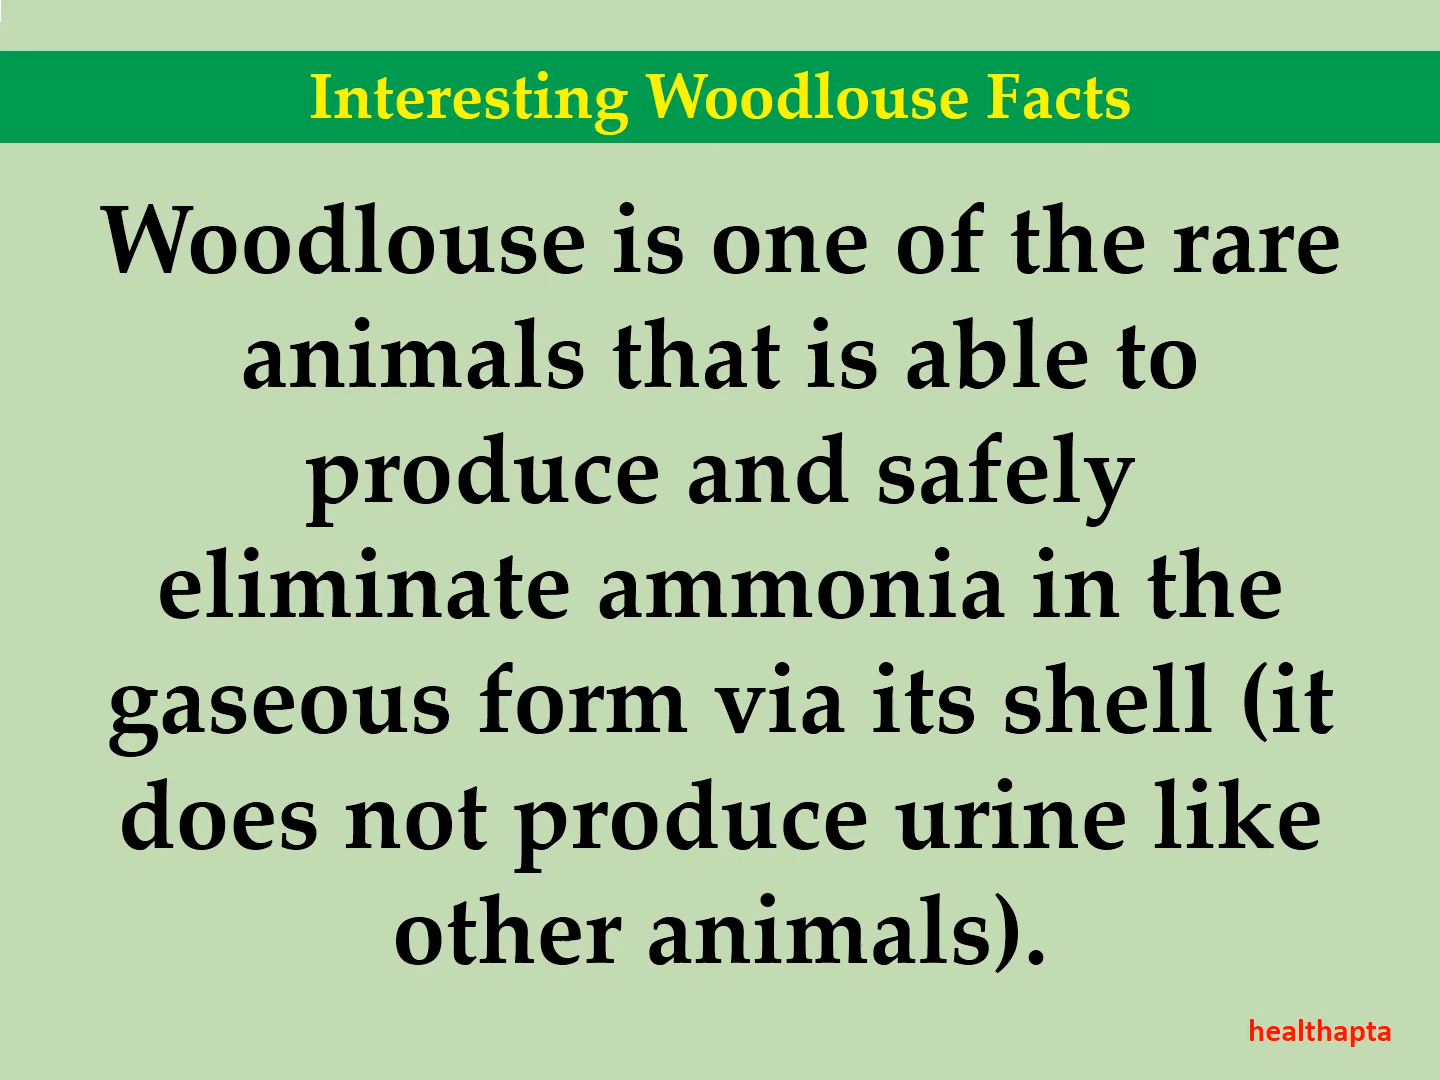 Interesting Woodlouse Facts
Woodlouse is one of the rare
animals that is able to
produce and safely
eliminate ammonia in the
gaseous form via its shell (it
does not produce urine like
other animals).
healthapta